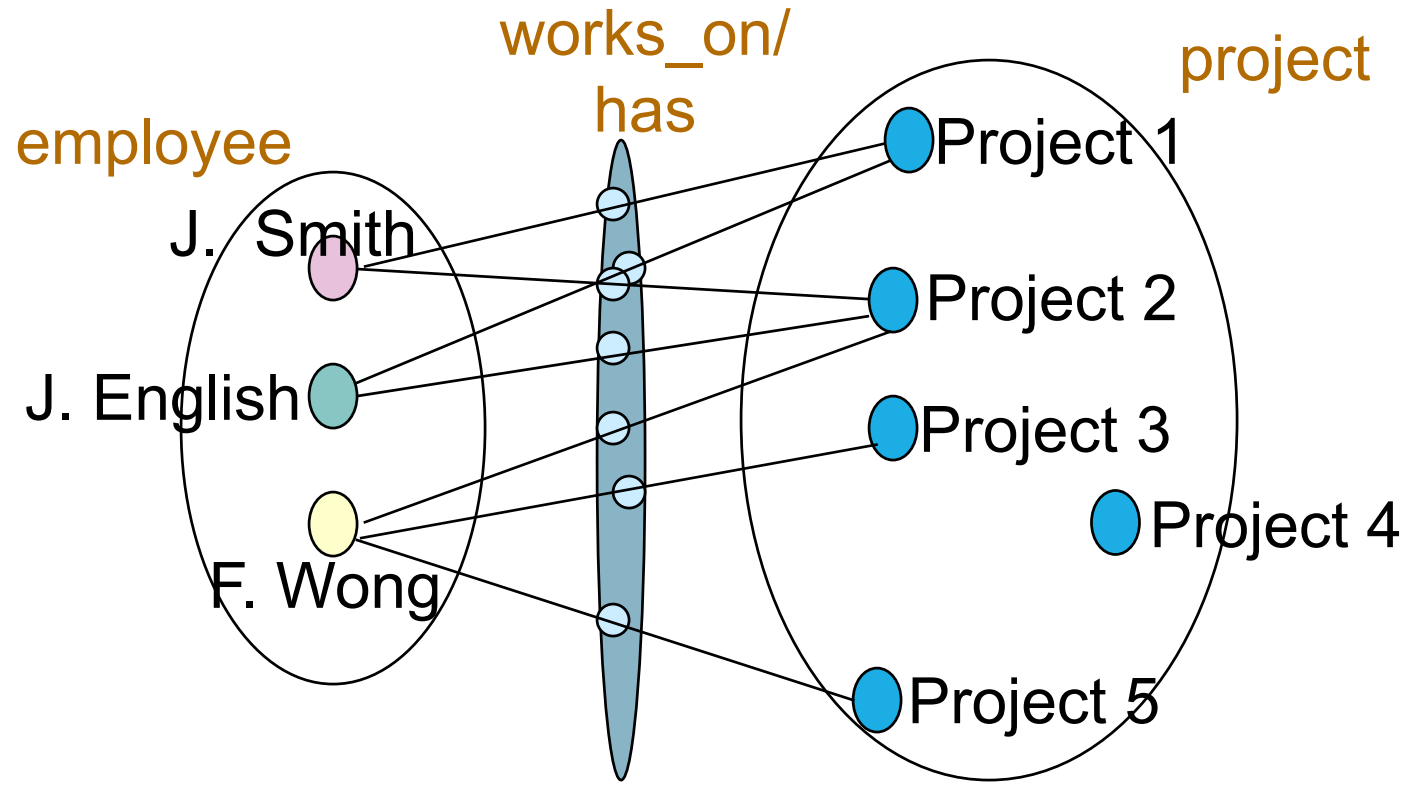 works_on/
has
project
employee
J. Smith
J. English
F. Wong
Project 1
Project 2
Project 3
Project 4
Project 5